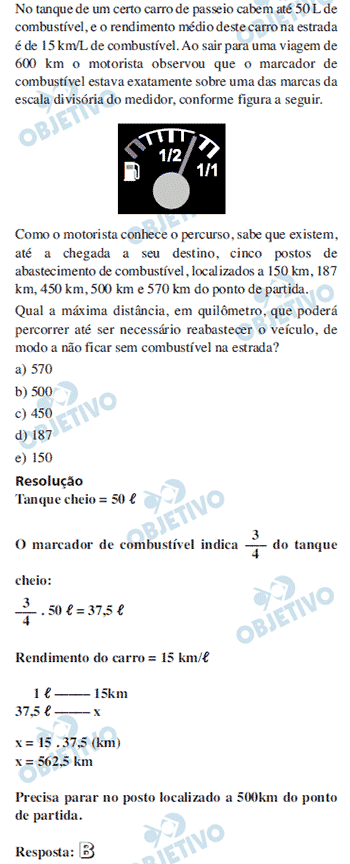 No tanque de um certo carro de passeio cabem até 50 L de
combustível, e o rendimento médio deste carro na estrada
é de 15 km/L de combustível. Ao sair para uma viagem de
600 km o motorista observou que o marcador de
combustível estava exatamente sobre uma das marcas da
escala divisória do medidor, conforme figura a seguir.
1/2
1/1
Como o motorista conhece o percurso, sabe que existem,
até a chegada a seu destino, cinco postos de
abastecimento de combustível, localizados a 150 km, 187
km, 450 km, 500 km e 570 km do ponto de partida.
Qual a máxima distância, em quilômetro, que poderá
percorrer até ser necessário reabastecer o veículo, de
modo a não ficar sem combustível na estrada?
a) 570
b) 500
c) 450
d) 187
e) 150
Resolução
Tanque cheio = 50 ℓ
O marcador de combustível indica 3/4 do tanque
cheio:
3/4 . 50 ℓ = 37,5 ℓ
Rendimento do carro = 15 km/ℓ
1 ℓ ——— 15km
37,5 ℓ ——— x
x = 15 . 37,5 (km)
x = 562,5 km
Precisa parar no posto localizado a 500km do ponto
de partida.
Resposta: B
OBJETIVO
OBJETIVO
OBJETIVO
OBJETIVO
OBJETIVO
OBJETIVO
OBJETIVO
OBJETIVO
OBJETIVO